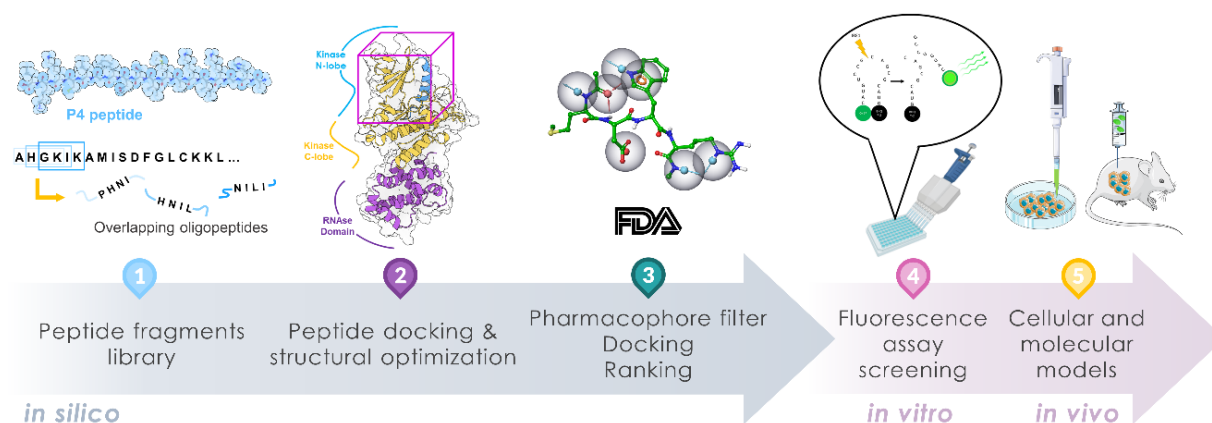 P4 peptide
AHGKIKAMISDFGLCKKL...
PHNI
HNIL
NILI
Overlapping oligopeptides
Kinase
N-lobe
Kinase
C-lobe
RNAse
Domain
FDA
1
Peptide fragments
library
2
Peptide docking &
structural optimization
3
Pharmacophore filter
Docking
Ranking
4
Fluorescence
assay
screening
5
Cellular and
molecular
models
in silico
in vitro
in vivo